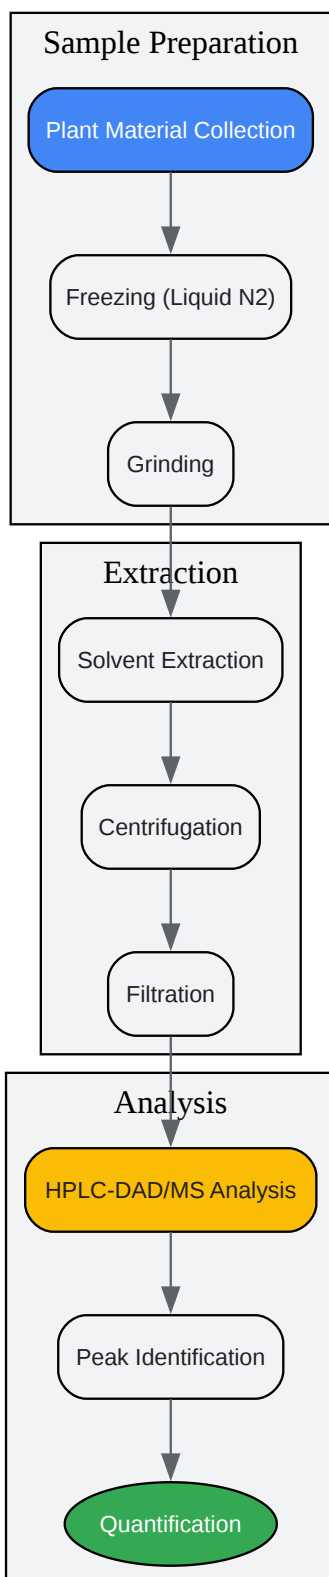 Sample Preparation
Plant Material Collection
Freezing (Liquid N2)
Grinding
Extraction
Solvent Extraction
Centrifugation
Filtration
Analysis
HPLC-DAD/MS Analysis
Peak Identification
Quantification